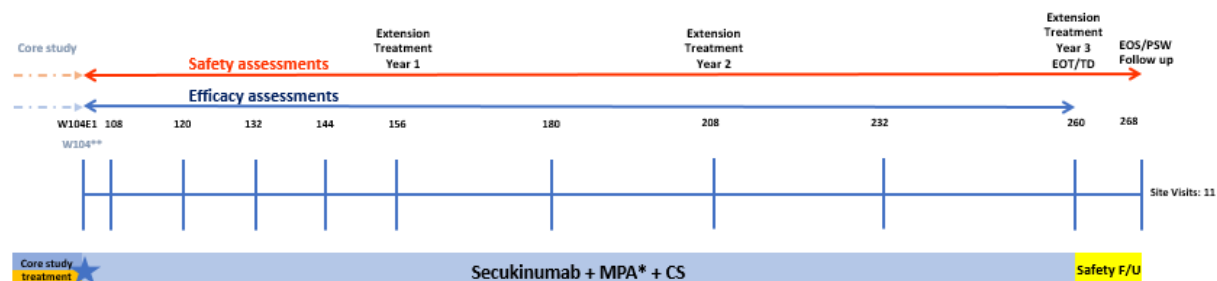 Core study
Safety assessments
Efficacy assessments
Extension
Treatment
Year 1
Extension
Treatment
Year 2
Extension
Treatment
Year 3
EOT/TD
EOS/PSW
Follow up
W104E1 108 120 132 144 156 180 208 232 260 268
W104**
Site Visits: 11
Core study
treatment
Secukinumab + MPA* + CS
Safety F/U